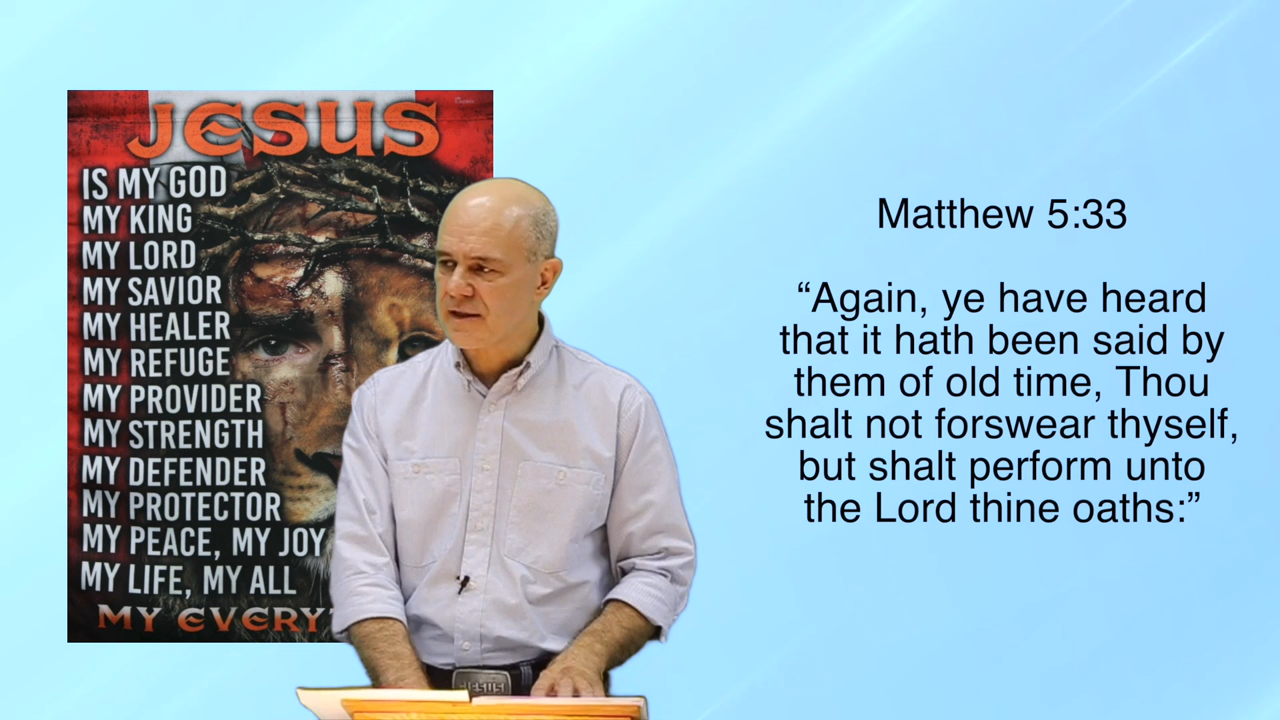 JESUS
IS MY GOD
MY KING
MY LORD
MY SAVIOR
MY HEALER
MY REFUGE
MY PROVIDER
MY STRENGTH
MY DEFENDER
MY PROTECTOR
MY PEACE, MY JOY
MY LIFE, MY ALL
MY EVERY
JESUS
Matthew 5:33
“Again, ye have heard
that it hath been said by
them of old time, Thou
shalt not forswear thyself,
but shalt perform unto
the Lord thine oaths:”